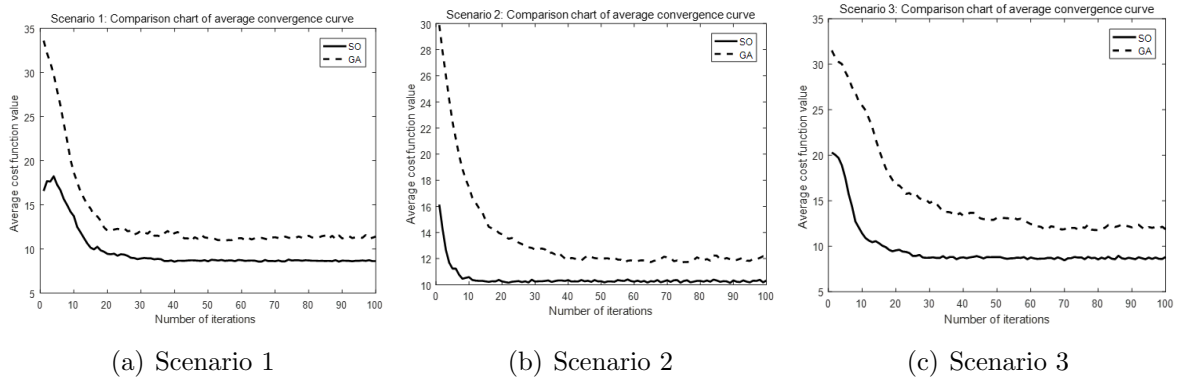 Scenario 1: Comparison chart of average convergence curve
35
30
25
20
15
10
5
0 10 20 30 40 50 60 70 80 90 100
Average cost function value
Number of iterations
SO
GA
(a) Scenario 1
Scenario 2: Comparison chart of average convergence curve
30
28
26
24
22
20
18
16
14
12
10
0 10 20 30 40 50 60 70 80 90 100
Average cost function value
Number of iterations
SO
GA
(b) Scenario 2
Scenario 3: Comparison chart of average convergence curve
35
30
25
20
15
10
5
0 10 20 30 40 50 60 70 80 90 100
Average cost function value
Number of iterations
SO
GA
(c) Scenario 3